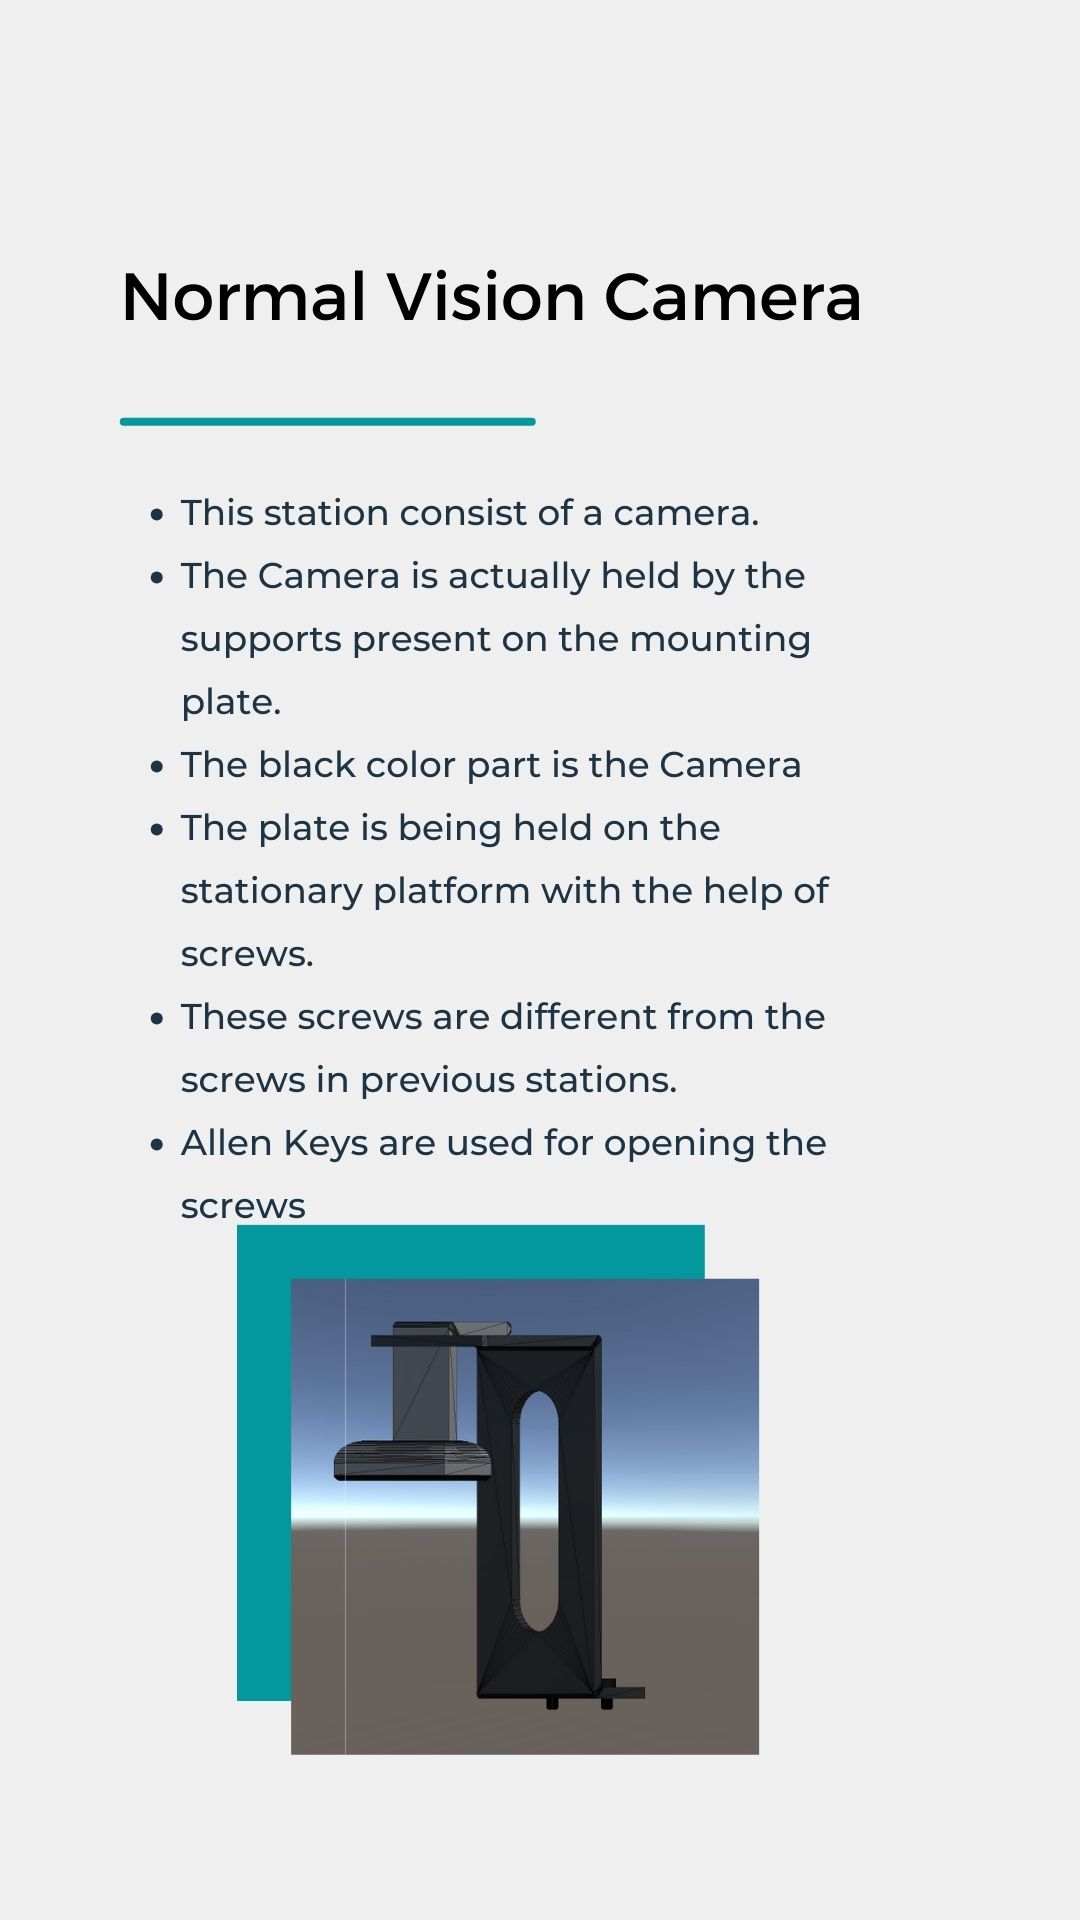 Normal Vision Camera
• This station consist of a camera.
• The Camera is actually held by the
supports present on the mounting
plate.
• The black color part is the Camera
• The plate is being held on the
stationary platform with the help of
screws.
• These screws are different from the
screws in previous stations.
• Allen Keys are used for opening the
screws